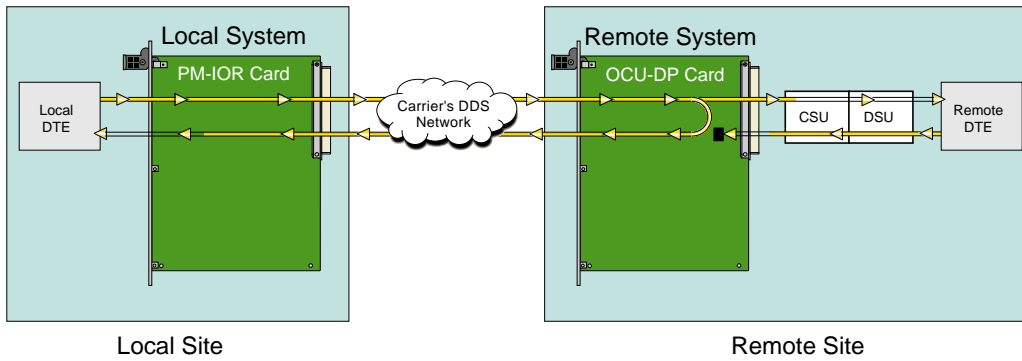 Local System
Remote System
PM-IOR Card
OCU-DP Card
Local
DTE
Carrier's DDS
Network
CSU
DSU
Remote
DTE
Local Site
Remote Site